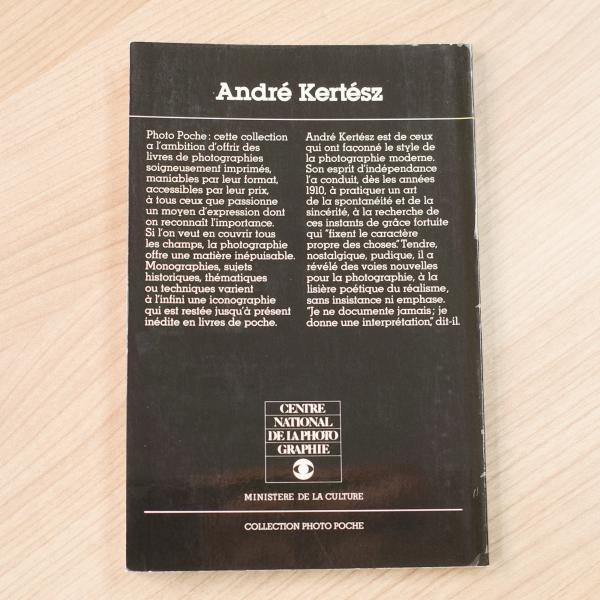 André Kertész
Photo Poche: cette collection
a l'ambition d'offrir des
livres de photographies
soigneusement imprimés,
maniables par leur format,
accessibles par leur prix,
à tous ceux que passionne
un moyen d'expression dont
on reconnaît l'importance.
Si l'on veut en couvrir tous
les champs, la photographie
offre une matière inépuisable.
Monographies, sujets
historiques, thématiques
ou techniques varient
à l'infini une iconographie
qui est restée jusqu'à présent
inédite en livres de poche.
André Kertész est de ceux
qui ont façonné le style de
la photographie moderne.
Son esprit d'indépendance
l'a conduit, dès les années
1910, à pratiquer un art
de la spontanéité et de la
sincérité, à la recherche de
ces instants de grâce fortuite
qui "fixent le caractère
propre des choses". Tendre,
nostalgique, pudique, il a
révélé des voies nouvelles
pour la photographie, à la
lisière poétique du réalisme,
sans insistance ni emphase.
"Je ne documente jamais; je
donne une interprétation", dit-il.
CENTRE
NATIONAL
DE LA PHOTO
GRAPHIE
MINISTERE DE LA CULTURE
COLLECTION PHOTO POCHE